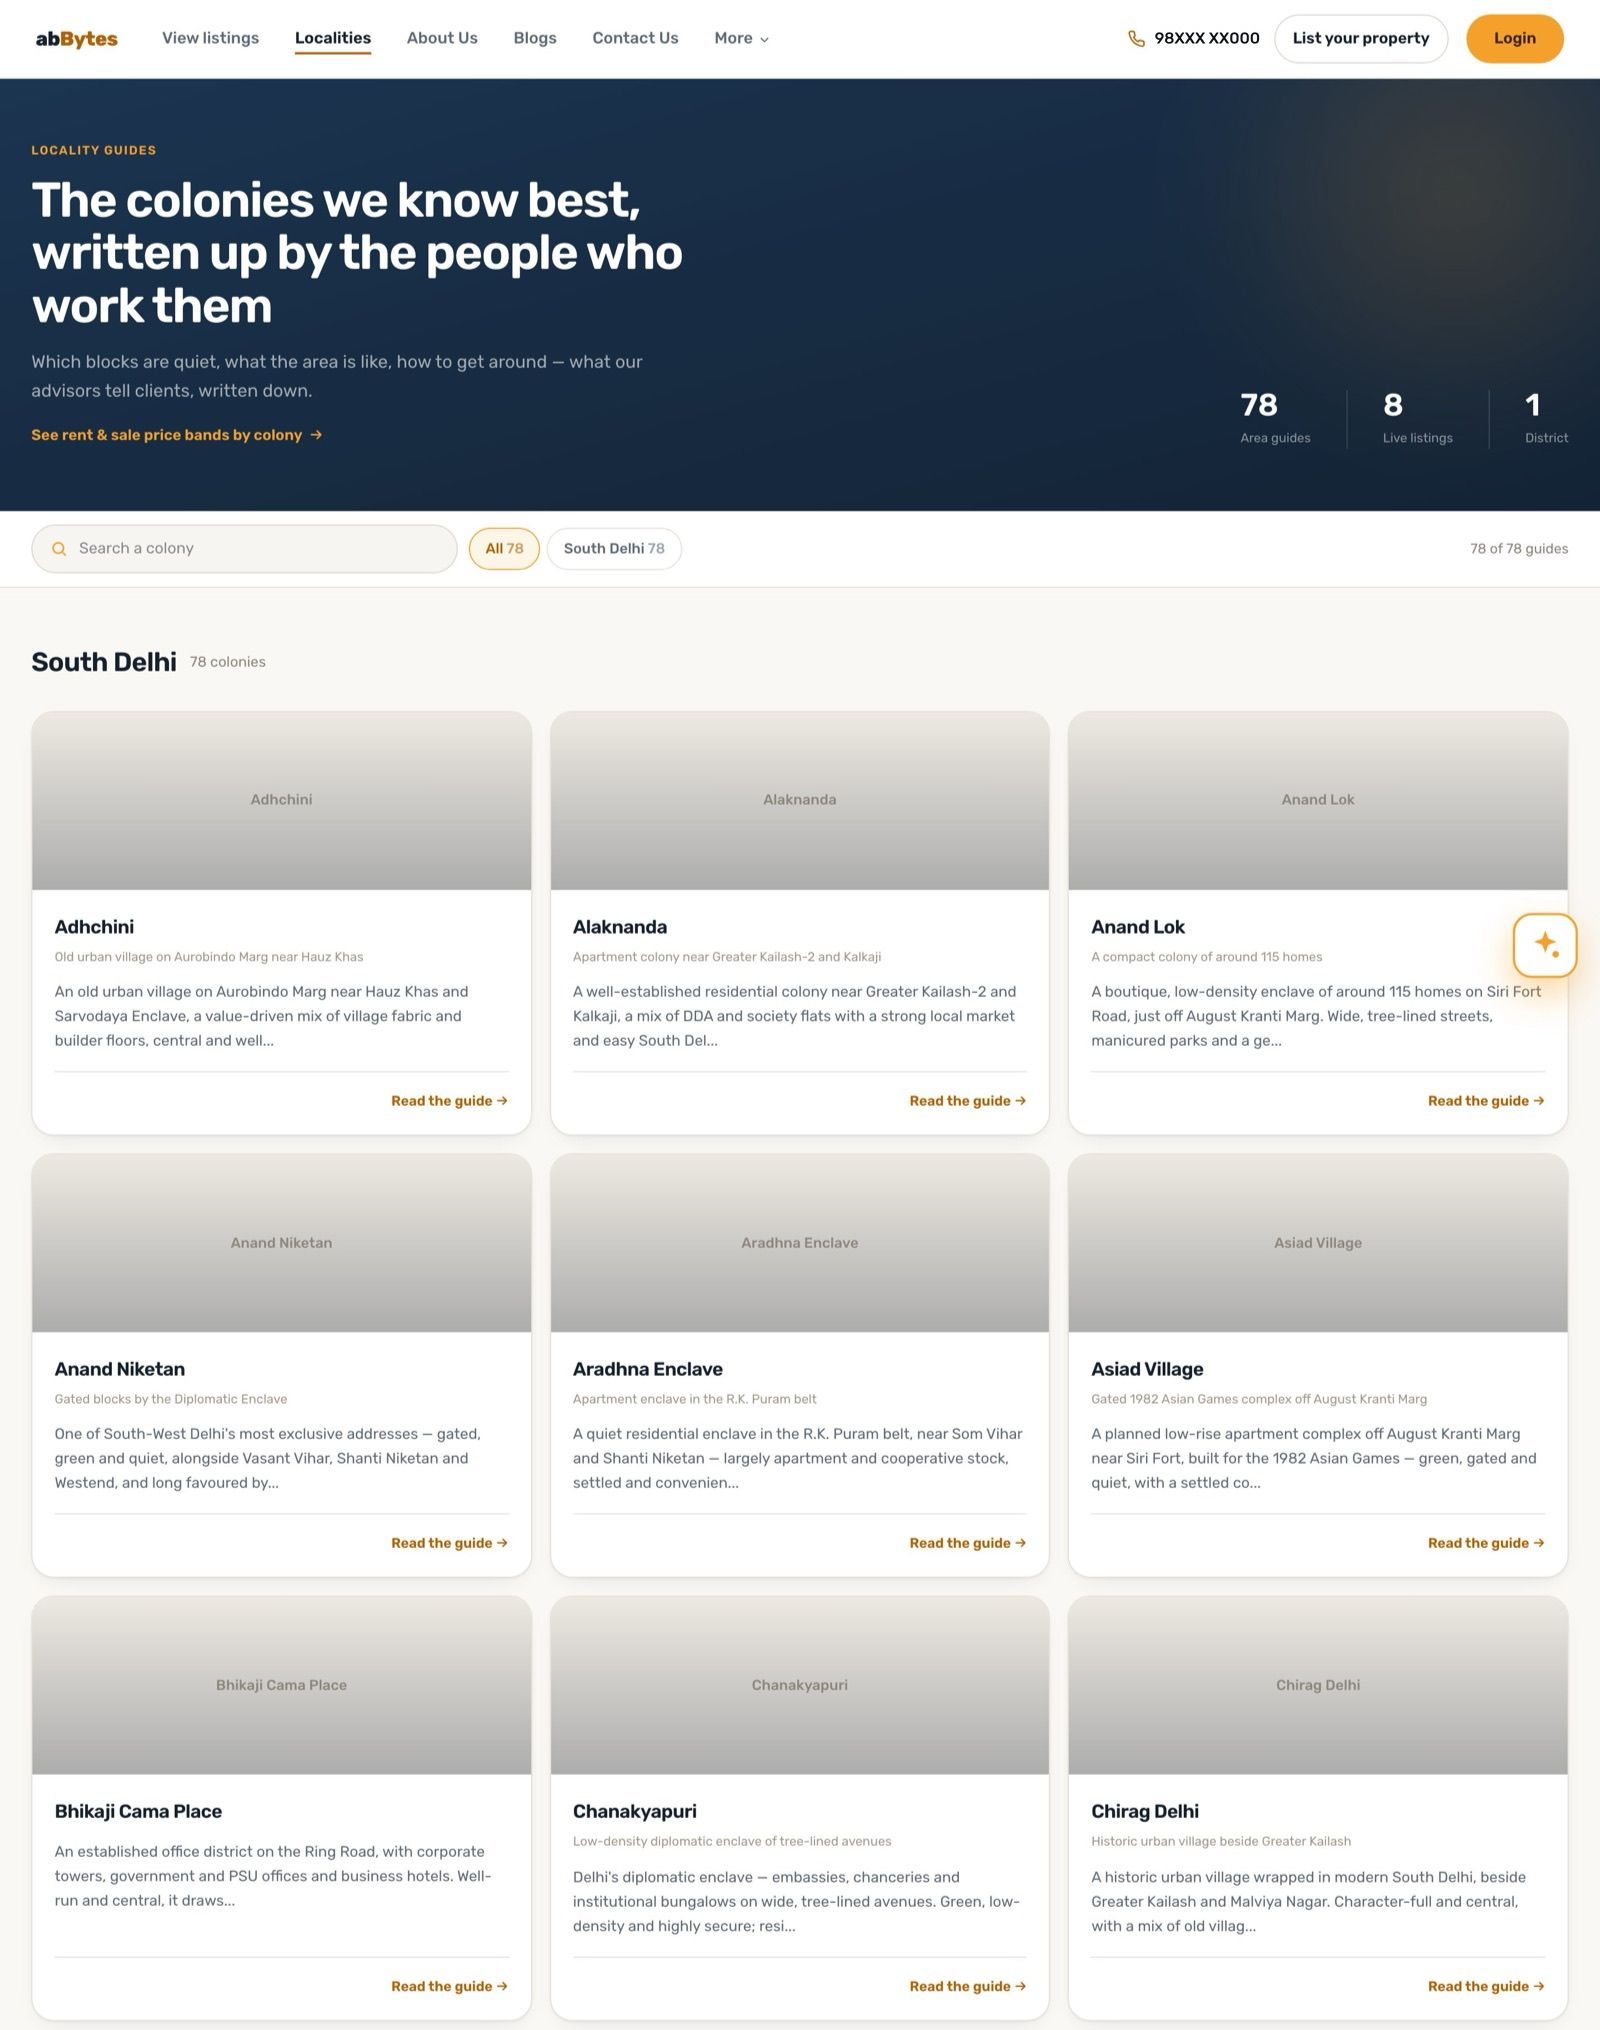 abBytes
View listings
Localities
About Us
Blogs
Contact Us
More
98XXX XX000
List your property
Login
LOCALITY GUIDES
The colonies we know best,
written up by the people who
work them
Which blocks are quiet, what the area is like, how to get around — what our
advisors tell clients, written down.
See rent & sale price bands by colony →
78
Area guides
8
Live listings
1
District
Search a colony
All 78
South Delhi 78
78 of 78 guides
South Delhi 78 colonies
Adhchini
Adhchini
Old urban village on Aurobindo Marg near Hauz Khas
An old urban village on Aurobindo Marg near Hauz Khas and
Sarvodaya Enclave, a value-driven mix of village fabric and
builder floors, central and well...
Read the guide →
Alaknanda
Alaknanda
Apartment colony near Greater Kailash-2 and Kalkaji
A well-established residential colony near Greater Kailash-2 and
Kalkaji, a mix of DDA and society flats with a strong local market
and easy South Del...
Read the guide →
Anand Lok
Anand Lok
A compact colony of around 115 homes
A boutique, low-density enclave of around 115 homes on Siri Fort
Road, just off August Kranti Marg. Wide, tree-lined streets,
manicured parks and a ge...
Read the guide →
Anand Niketan
Anand Niketan
Gated blocks by the Diplomatic Enclave
One of South-West Delhi's most exclusive addresses — gated,
green and quiet, alongside Vasant Vihar, Shanti Niketan and
Westend, and long favoured by...
Read the guide →
Aradhna Enclave
Aradhna Enclave
Apartment enclave in the R.K. Puram belt
A quiet residential enclave in the R.K. Puram belt, near Som Vihar
and Shanti Niketan — largely apartment and cooperative stock,
settled and convenien...
Read the guide →
Asiad Village
Asiad Village
Gated 1982 Asian Games complex off August Kranti Marg
A planned low-rise apartment complex off August Kranti Marg
near Siri Fort, built for the 1982 Asian Games — green, gated and
quiet, with a settled co...
Read the guide →
Bhikaji Cama Place
Bhikaji Cama Place
An established office district on the Ring Road, with corporate
towers, government and PSU offices and business hotels. Well-
run and central, it draws...
Read the guide →
Chanakyapuri
Chanakyapuri
Low-density diplomatic enclave of tree-lined avenues
Delhi's diplomatic enclave — embassies, chanceries and
institutional bungalows on wide, tree-lined avenues. Green, low-
density and highly secure; resi...
Read the guide →
Chirag Delhi
Chirag Delhi
Historic urban village beside Greater Kailash
A historic urban village wrapped in modern South Delhi, beside
Greater Kailash and Malviya Nagar. Character-full and central,
with a mix of old villag...
Read the guide →